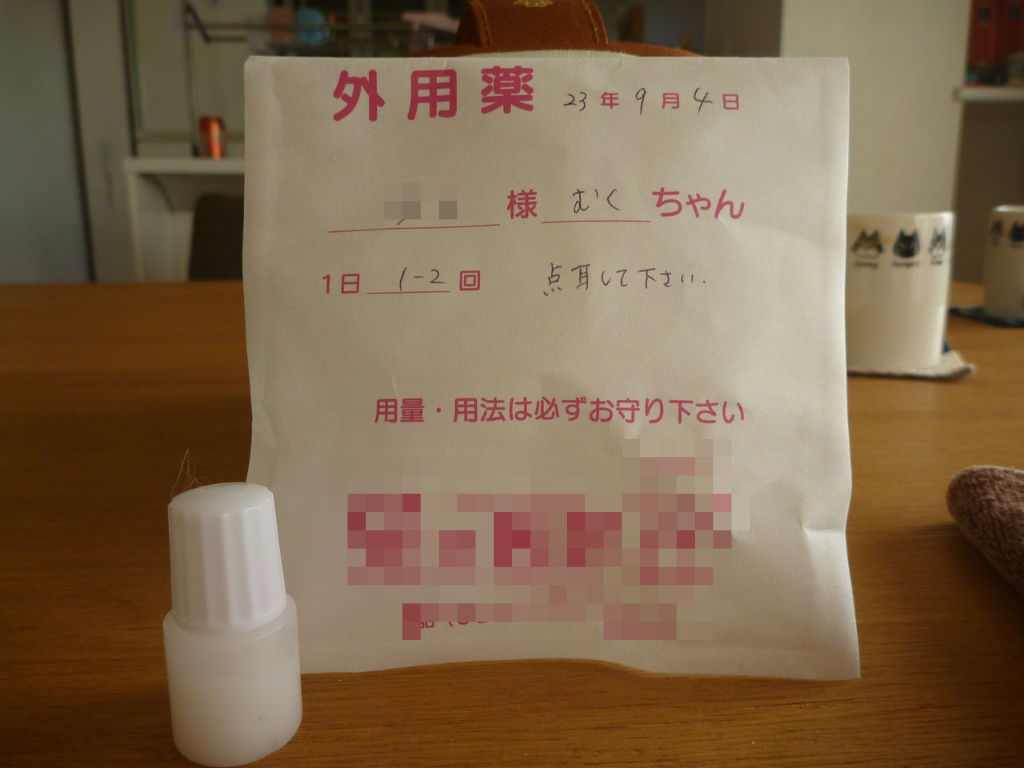 外用薬 23年9月4日
様 むくちゃん
1日 1-2 回 点耳して下さい.
用量・用法は必ずお守り下さい